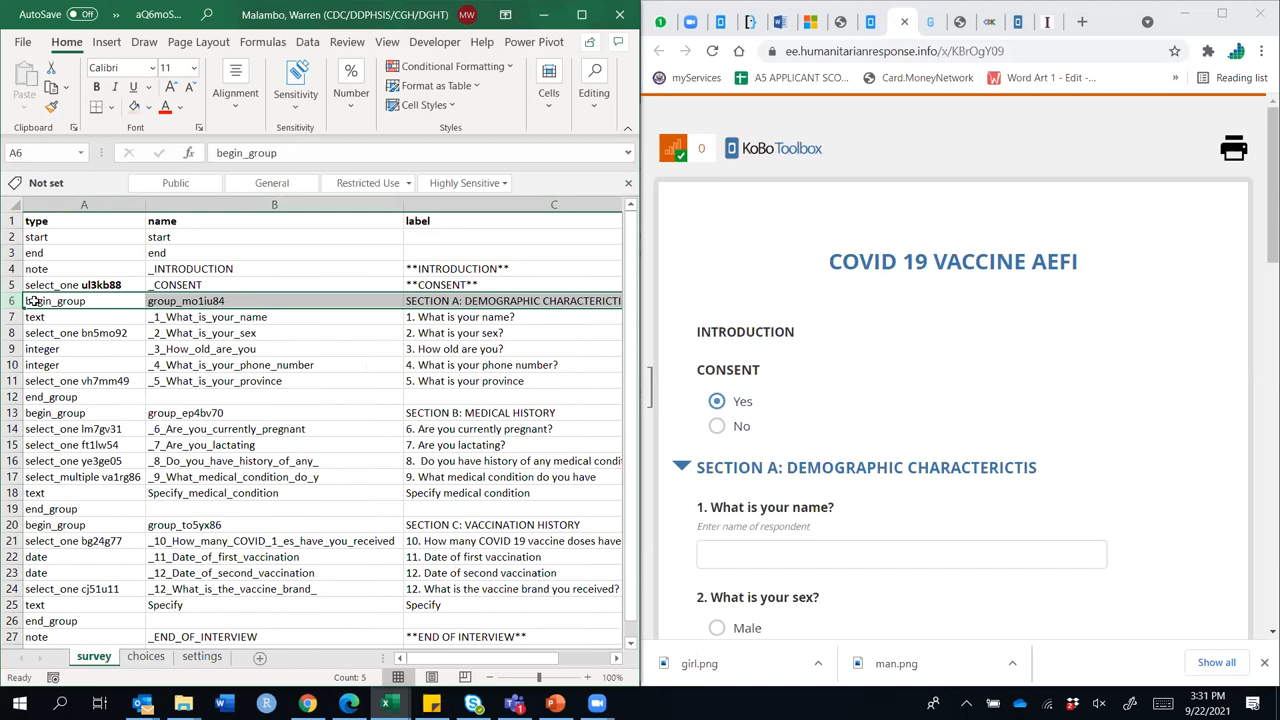 AutoSave Off aQ6moS... Malambo, Warren (CDC/DDPHSIS/CGH/DGHT) MW
File Home Insert Draw Page Layout Formulas Data Review View Developer Help Power Pivot
Paste
Clipboard
Calibri 11
B I U
A A
A
Font
Alignment
Sensitivity
Sensitivity
%
Number
Conditional Formatting
Format as Table
Cell Styles
Styles
Cells
Editing
A6 fx begin_group
Not set Public General Restricted Use Highly Sensitive
A B C
1 type name label
2 start start
3 end end
4 note _INTRODUCTION **INTRODUCTION**
5 select_one ul3kb88 _CONSENT **CONSENT**
6 begin_group group_mo1iu84 SECTION A: DEMOGRAPHIC CHARACTERICTI
7 text _1_What_is_your_name 1. What is your name?
8 select_one bn5mo92 _2_What_is_your_sex 2. What is your sex?
9 integer _3_How_old_are_you 3. How old are you?
10 integer _4_What_is_your_phone_number 4. What is your phone number?
11 select_one vh7mm49 _5_What_is_your_province 5. What is your province
12 end_group
13 begin_group group_ep4bv70 SECTION B: MEDICAL HISTORY
14 select_one lm7gv31 _6_Are_you_currently_pregnant 6. Are you currently pregnant?
15 select_one ft1lw54 _7_Are_you_lactating 7. Are you lactating?
16 select_one ye3ge05 _8_Do_you_have_history_of_any_ 8. Do you have history of any medical condi
17 select_multiple va1rg86 _9_What_medical_condition_do_y 9. What medical condition do you have
18 text Specify_medical_condition Specify medical condition
19 end_group
20 begin_group group_to5yx86 SECTION C: VACCINATION HISTORY
21 select_one bg24g77 _10_How_many_COVID_1_es_have_you_received 10. How many COVID 19 vaccine doses have
22 date _11_Date_of_first_vaccination 11. Date of first vaccination
23 date _12_Date_of_second_vaccination 12. Date of second vaccination
24 select_one cj51u11 _12_What_is_the_vaccine_brand_ 12. What is the vaccine brand you received?
25 text Specify Specify
26 end_group
27 note _END_OF_INTERVIEW **END OF INTERVIEW**
survey choices settings
Ready Count: 5 100%
ee.humanitarianresponse.info/x/KBrOgY09
myServices A5 APPLICANT SCO... Card.MoneyNetwork Word Art 1 - Edit -... » Reading list
0 KoBoToolbox
COVID 19 VACCINE AEFI
INTRODUCTION
CONSENT
Yes
No
SECTION A: DEMOGRAPHIC CHARACTERICTIS
1. What is your name?
Enter name of respondent
2. What is your sex?
Male
girl.png man.png Show all
3:31 PM
9/22/2021